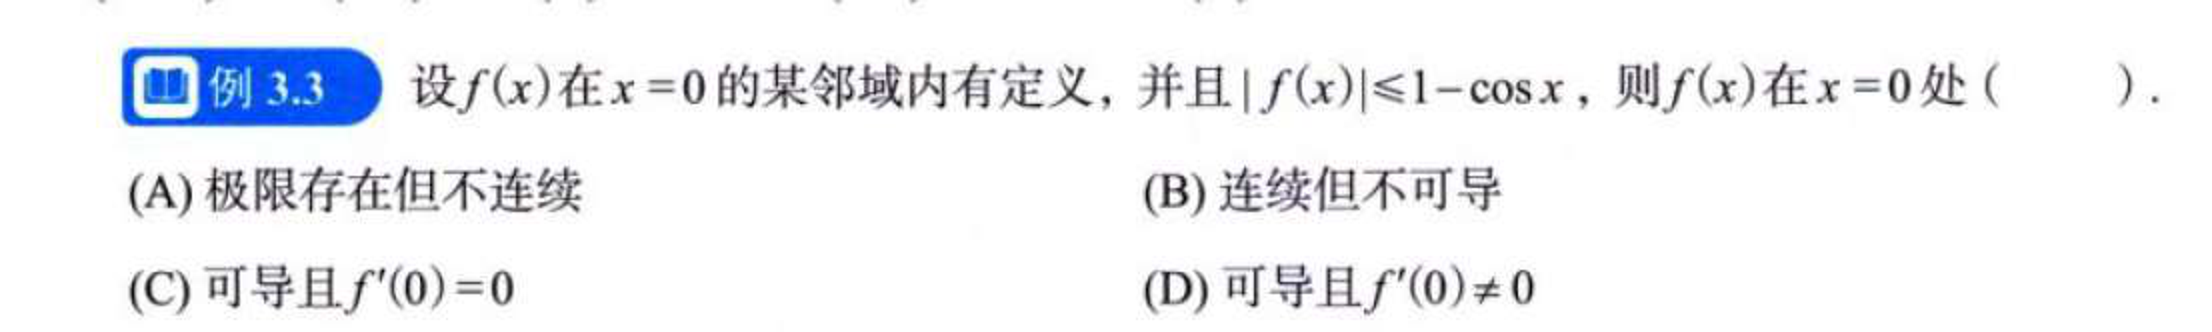 例 3.3 设f(x)在x=0的某邻域内有定义，并且|f(x)|⩽1−cosx，则f(x)在x=0处(  ).
(A) 极限存在但不连续 (B) 连续但不可导
(C) 可导且f′(0)=0 (D) 可导且f′(0)≠0